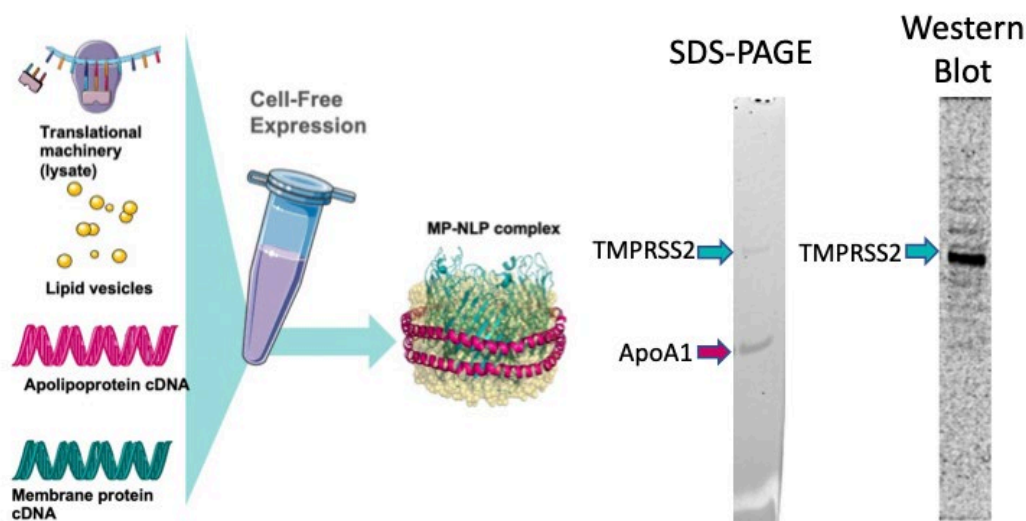 Translational
machinery
(lysate)
Lipid vesicles
Apolipoprotein cDNA
Membrane protein
cDNA
Cell-Free
Expression
MP-NLP complex
SDS-PAGE
TMPRSS2
ApoA1
Western
Blot
TMPRSS2